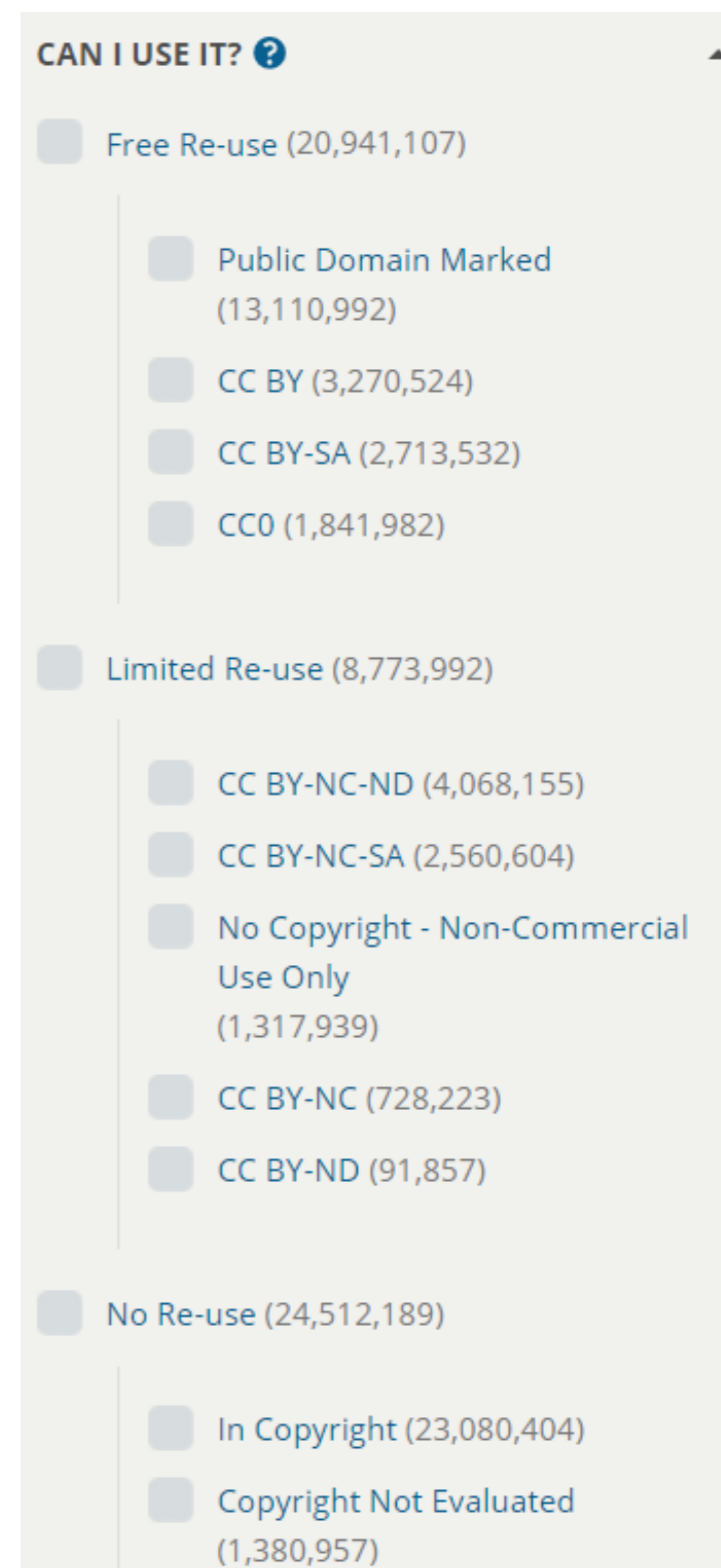 CAN I USE IT? ?
Free Re-use (20,941,107)
Public Domain Marked
(13,110,992)
CC BY (3,270,524)
CC BY-SA (2,713,532)
CC0 (1,841,982)
Limited Re-use (8,773,992)
CC BY-NC-ND (4,068,155)
CC BY-NC-SA (2,560,604)
No Copyright - Non-Commercial
Use Only
(1,317,939)
CC BY-NC (728,223)
CC BY-ND (91,857)
No Re-use (24,512,189)
In Copyright (23,080,404)
Copyright Not Evaluated
(1,380,957)